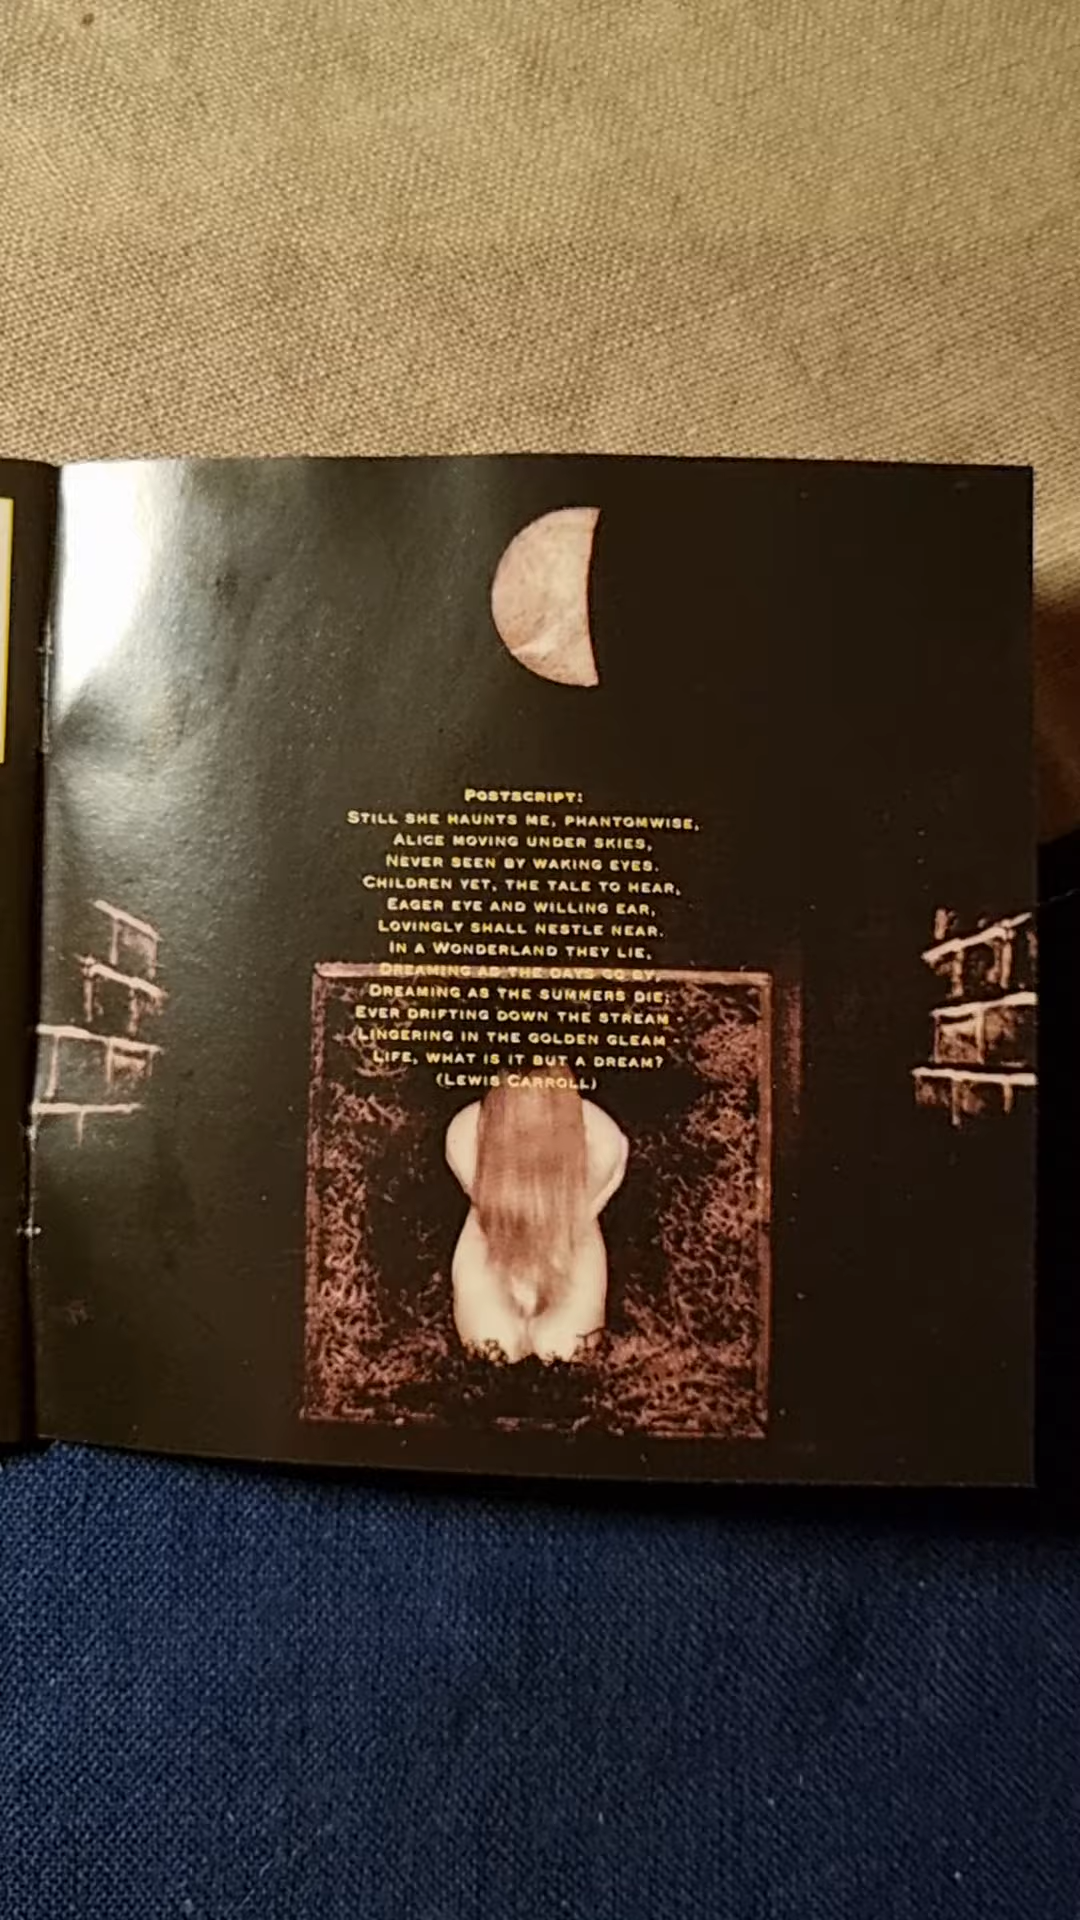 Postscript:
Still she haunts me, phantomwise,
Alice moving under skies,
Never seen by waking eyes.
Children yet, the tale to hear,
Eager eye and willing ear,
Lovingly shall nestle near.
In a Wonderland they lie,
Dreaming as the days go by,
Dreaming as the summers die;
Ever drifting down the stream -
Lingering in the golden gleam -
Life, what is it but a dream?
(Lewis Carroll)